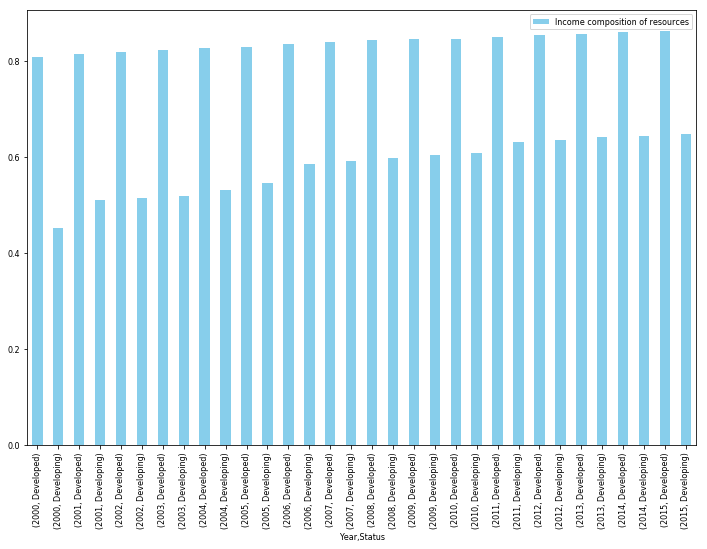 Income composition of resources
0.8
0.6
0.4
0.2
0.0
(2000, Developed)
(2000, Developing)
(2001, Developed)
(2001, Developing)
(2002, Developed)
(2002, Developing)
(2003, Developed)
(2003, Developing)
(2004, Developed)
(2004, Developing)
(2005, Developed)
(2005, Developing)
(2006, Developed)
(2006, Developing)
(2007, Developed)
(2007, Developing)
(2008, Developed)
(2008, Developing)
(2009, Developed)
(2009, Developing)
(2010, Developed)
(2010, Developing)
(2011, Developed)
(2011, Developing)
(2012, Developed)
(2012, Developing)
(2013, Developed)
(2013, Developing)
(2014, Developed)
(2014, Developing)
(2015, Developed)
(2015, Developing)
Year,Status